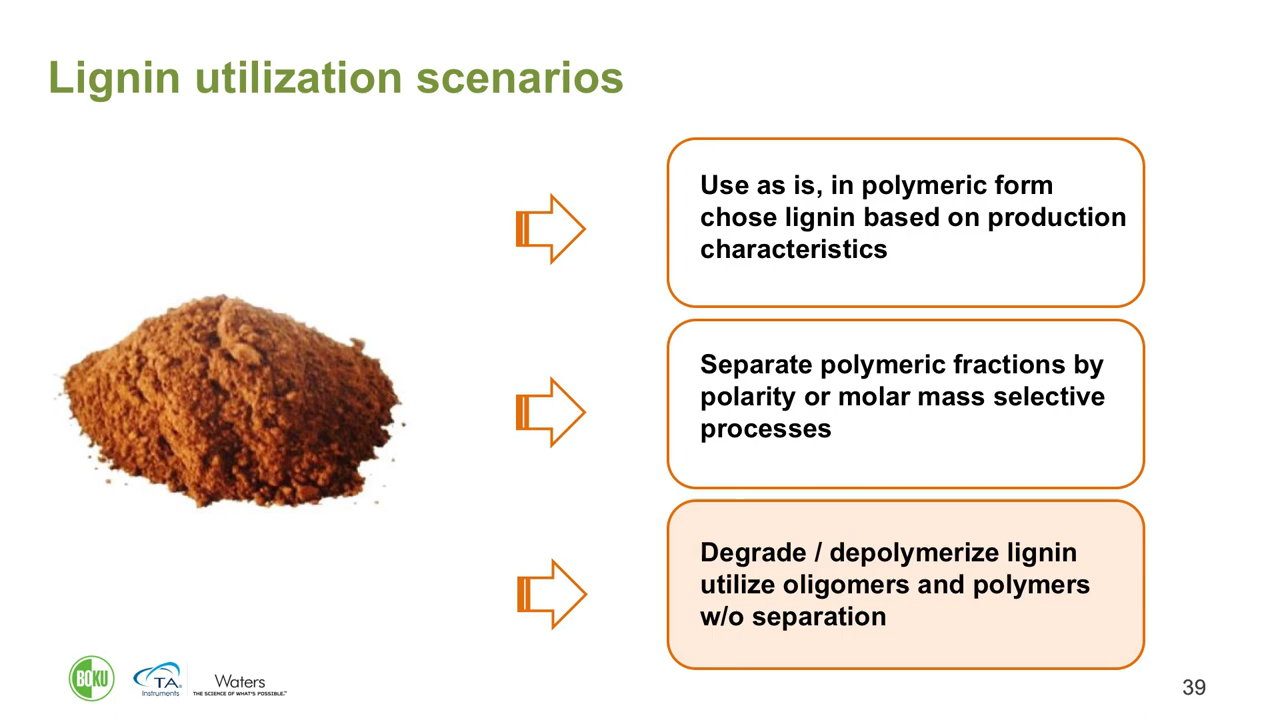 Lignin utilization scenarios
Use as is, in polymeric form
chose lignin based on production
characteristics
Separate polymeric fractions by
polarity or molar mass selective
processes
Degrade / depolymerize lignin
utilize oligomers and polymers
w/o separation
BOKU
TA
Instruments
Waters
THE SCIENCE OF WHAT'S POSSIBLE.™
39